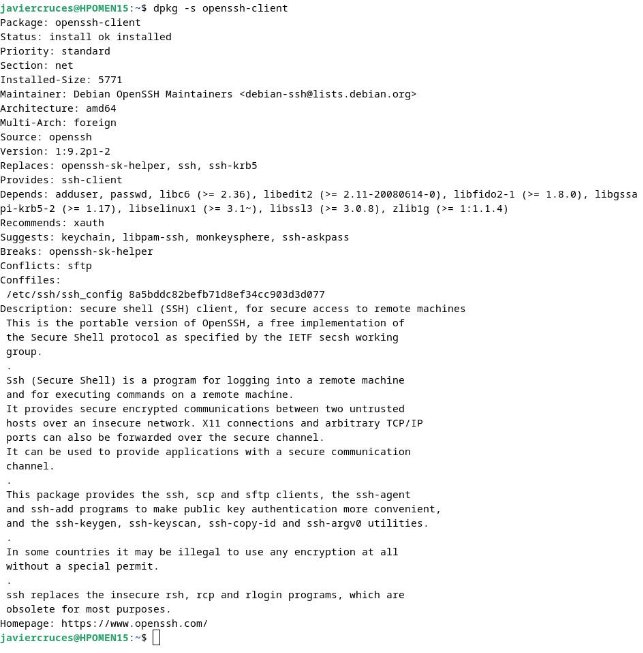 javiercruces@HPOMEN15:~$ dpkg -s openssh-client
Package: openssh-client
Status: install ok installed
Priority: standard
Section: net
Installed-Size: 5771
Maintainer: Debian OpenSSH Maintainers <debian-ssh@lists.debian.org>
Architecture: amd64
Multi-Arch: foreign
Source: openssh
Version: 1:9.2p1-2
Replaces: openssh-sk-helper, ssh, ssh-krb5
Provides: ssh-client
Depends: adduser, passwd, libc6 (>= 2.36), libedit2 (>= 2.11-20080614-0), libfido2-1 (>= 1.8.0), libgssa
pi-krb5-2 (>= 1.17), libselinux1 (>= 3.1~), libssl3 (>= 3.0.8), zlib1g (>= 1:1.1.4)
Recommends: xauth
Suggests: keychain, libpam-ssh, monkeysphere, ssh-askpass
Breaks: openssh-sk-helper
Conflicts: sftp
Conffiles:
 /etc/ssh/ssh_config 8a5bddc82befb71d8ef34cc903d3d077
Description: secure shell (SSH) client, for secure access to remote machines
 This is the portable version of OpenSSH, a free implementation of
 the Secure Shell protocol as specified by the IETF secsh working
 group.
 .
 Ssh (Secure Shell) is a program for logging into a remote machine
 and for executing commands on a remote machine.
 It provides secure encrypted communications between two untrusted
 hosts over an insecure network. X11 connections and arbitrary TCP/IP
 ports can also be forwarded over the secure channel.
 It can be used to provide applications with a secure communication
 channel.
 .
 This package provides the ssh, scp and sftp clients, the ssh-agent
 and ssh-add programs to make public key authentication more convenient,
 and the ssh-keygen, ssh-keyscan, ssh-copy-id and ssh-argv0 utilities.
 .
 In some countries it may be illegal to use any encryption at all
 without a special permit.
 .
 ssh replaces the insecure rsh, rcp and rlogin programs, which are
 obsolete for most purposes.
Homepage: https://www.openssh.com/
javiercruces@HPOMEN15:~$